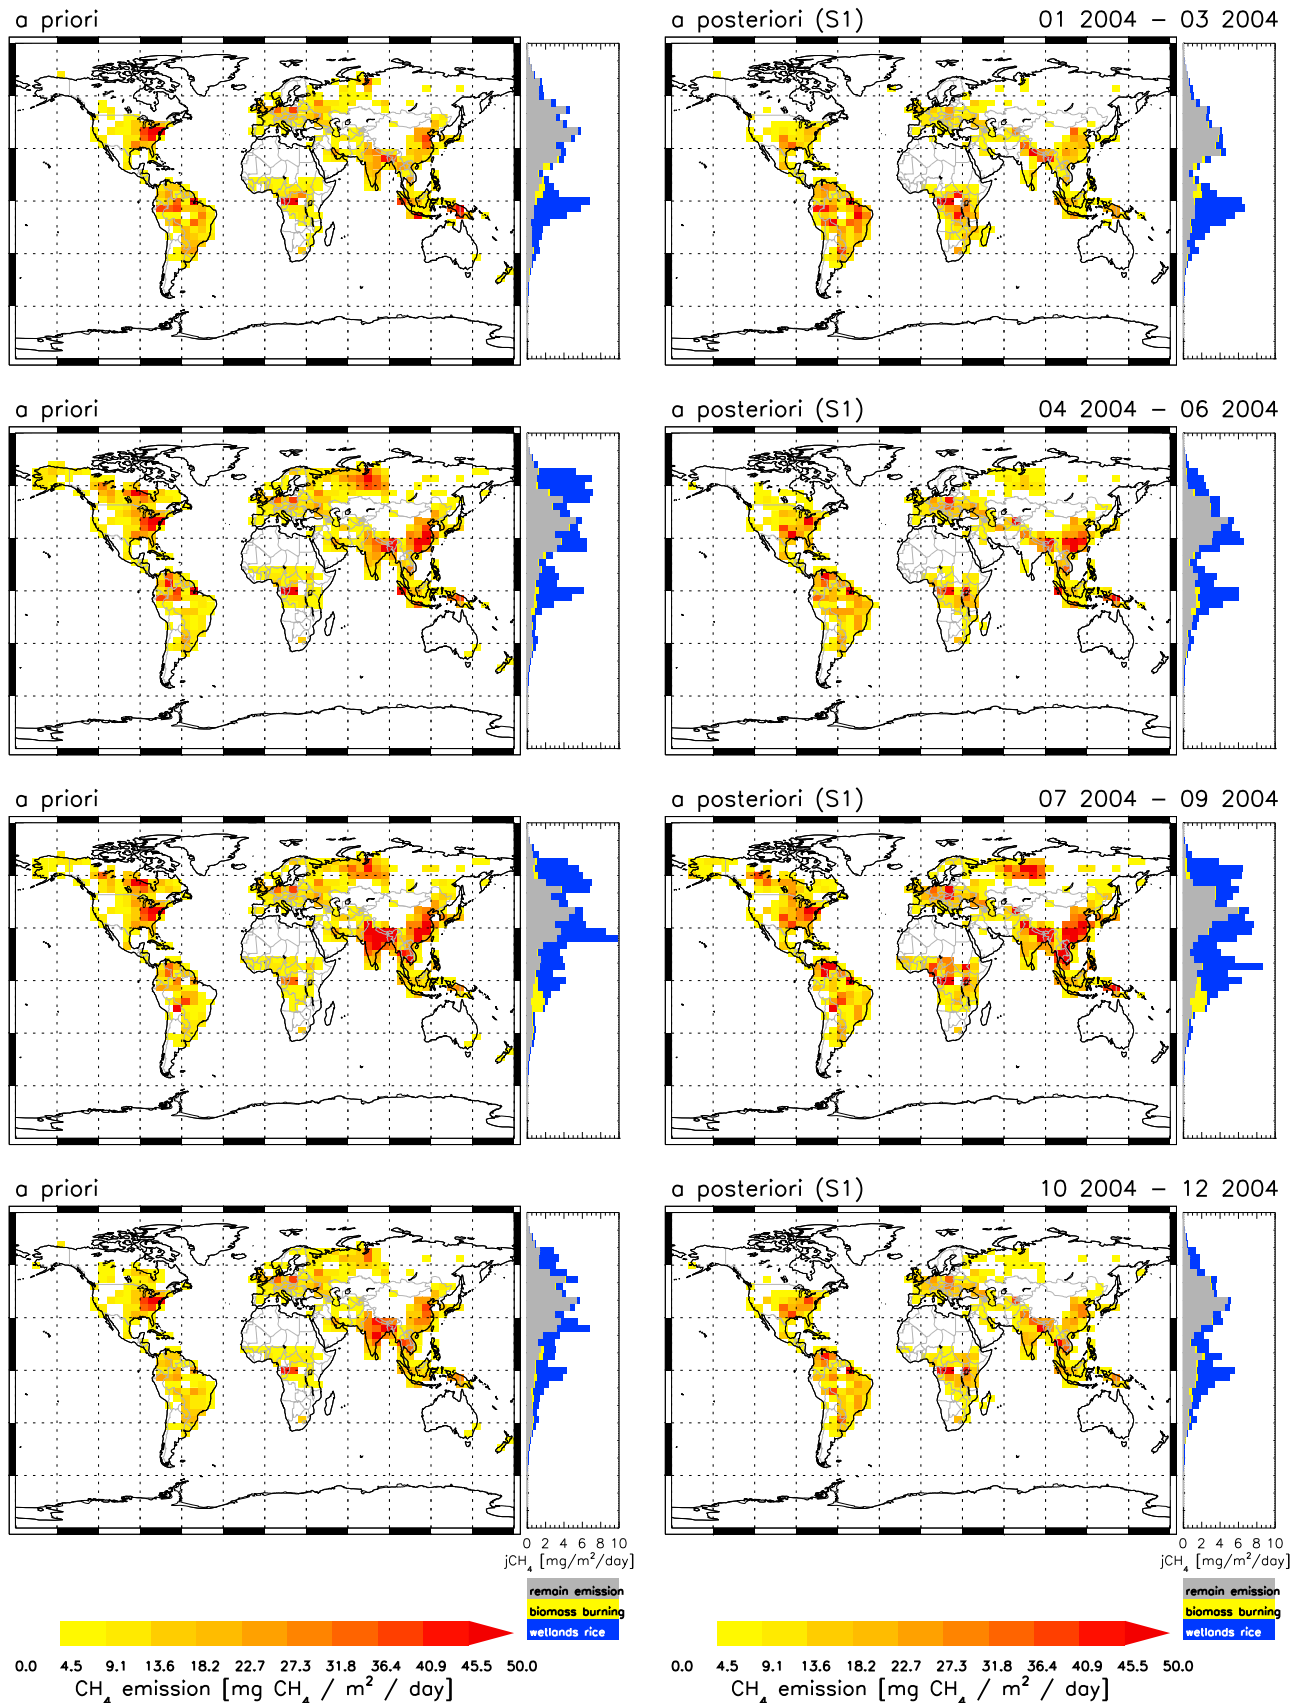 a priori
a posteriori (S1) 01 2004 – 03 2004
a priori
a posteriori (S1) 04 2004 – 06 2004
a priori
a posteriori (S1) 07 2004 – 09 2004
a priori
a posteriori (S1) 10 2004 – 12 2004
0 2 4 6 8 10
jCH₄ [mg/m²/day]
0 2 4 6 8 10
jCH₄ [mg/m²/day]
remain emission
biomass burning
wetlands rice
remain emission
biomass burning
wetlands rice
0.0 4.5 9.1 13.6 18.2 22.7 27.3 31.8 36.4 40.9 45.5 50.0
CH₄ emission [mg CH₄ / m² / day]
0.0 4.5 9.1 13.6 18.2 22.7 27.3 31.8 36.4 40.9 45.5 50.0
CH₄ emission [mg CH₄ / m² / day]